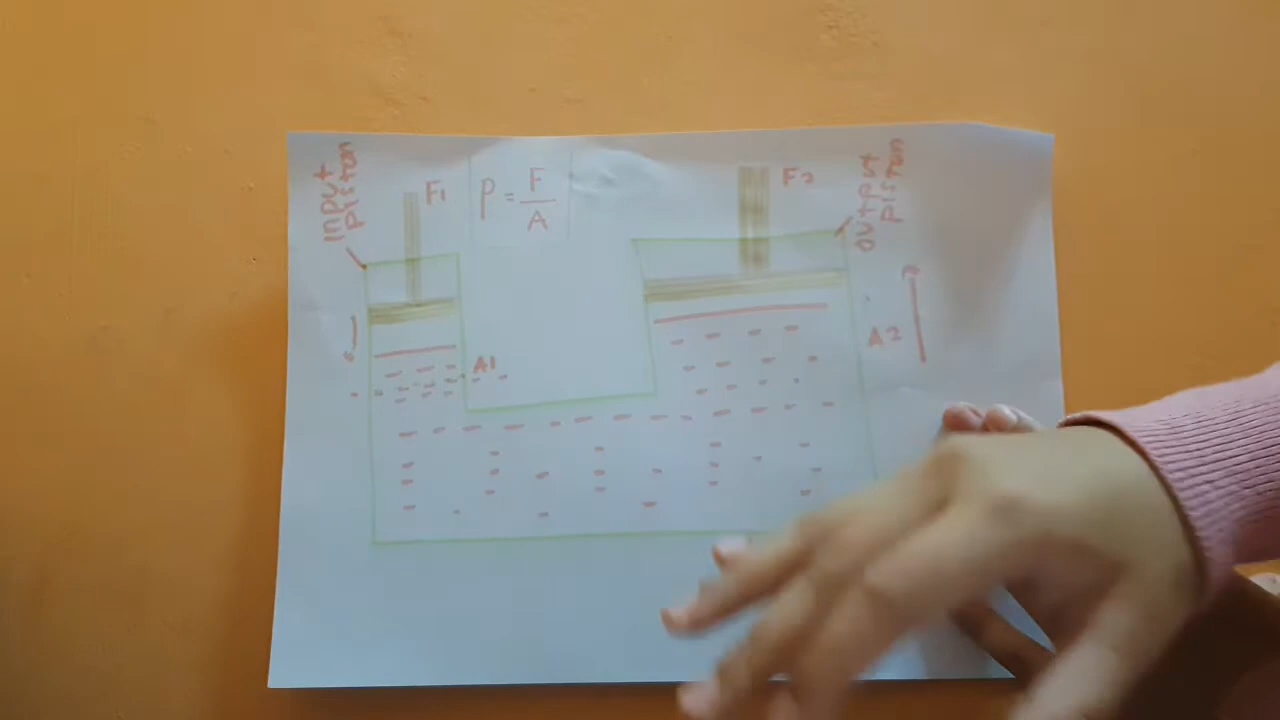 Input
piston
F1
P = F/A
F2
output
piston
A1
A2